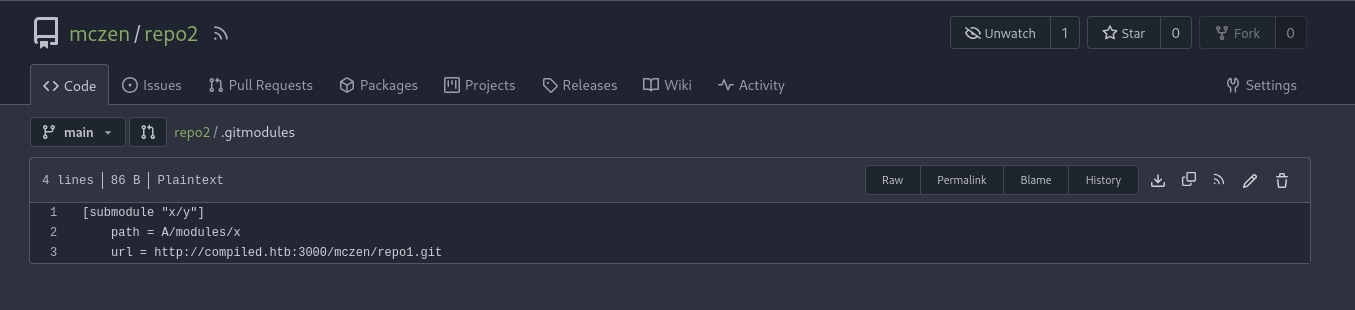 mczen/repo2
Unwatch 1 Star 0 Fork 0
Code Issues Pull Requests Packages Projects Releases Wiki Activity Settings
main repo2/.gitmodules
4 lines | 86 B | Plaintext Raw Permalink Blame History
1 [submodule "x/y"]
2 path = A/modules/x
3 url = http://compiled.htb:3000/mczen/repo1.git